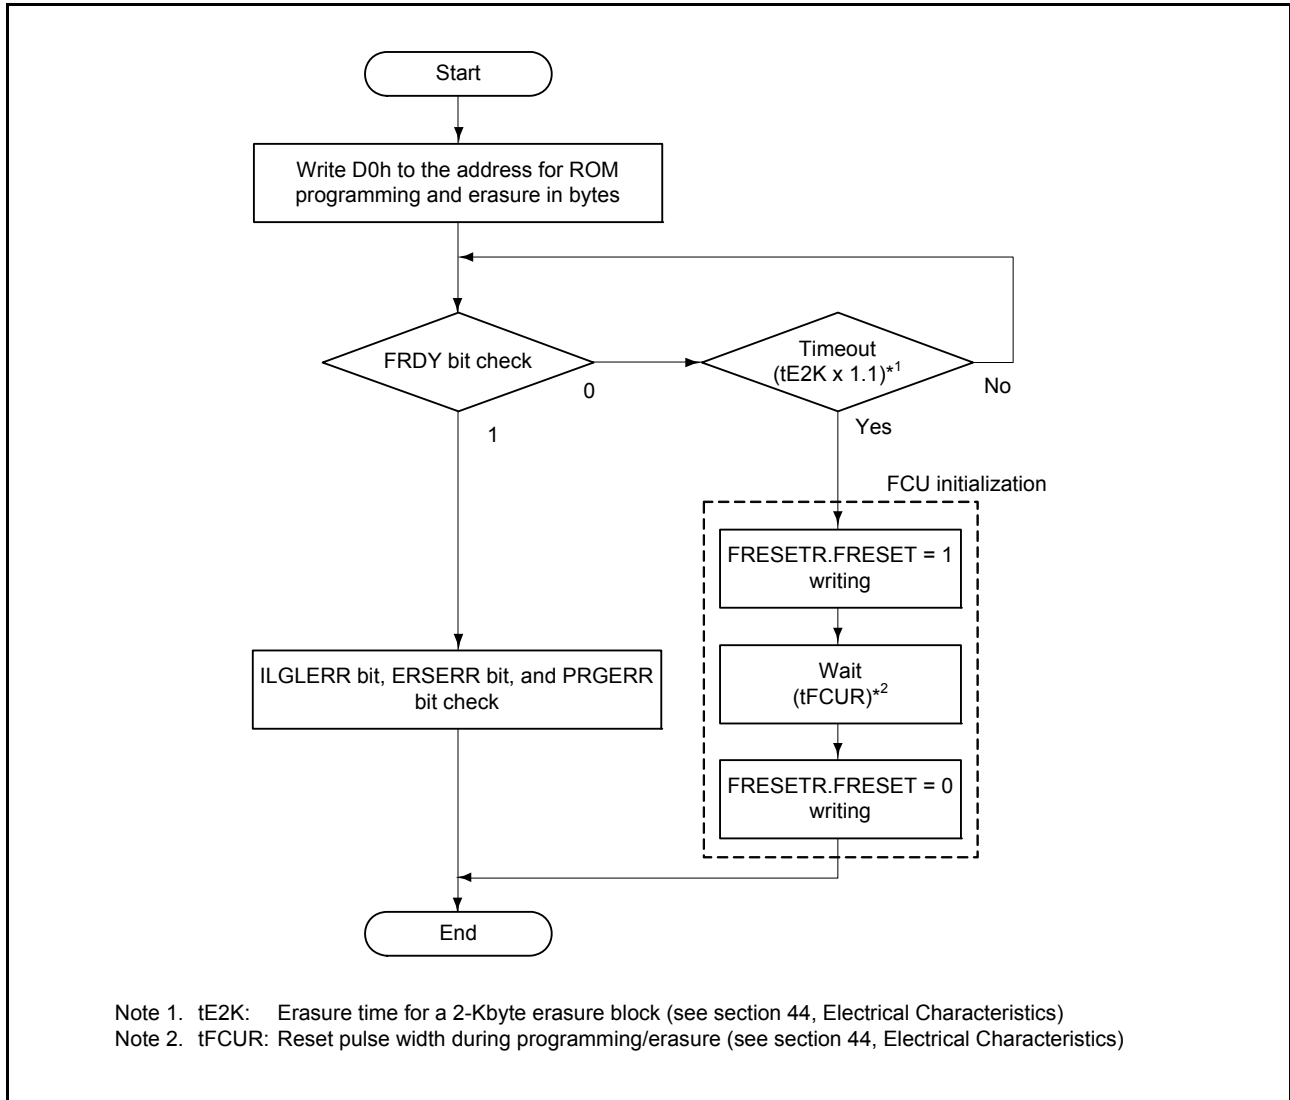 Start
Write D0h to the address for ROM
programming and erasure in bytes
FRDY bit check
0
1
Timeout
(tE2K x 1.1)*1
No
Yes
FCU initialization
FRESETR.FRESET = 1
writing
ILGLERR bit, ERSERR bit, and PRGERR
bit check
Wait
(tFCUR)*2
FRESETR.FRESET = 0
writing
End
Note 1. tE2K: Erasure time for a 2-Kbyte erasure block (see section 44, Electrical Characteristics)
Note 2. tFCUR: Reset pulse width during programming/erasure (see section 44, Electrical Characteristics)